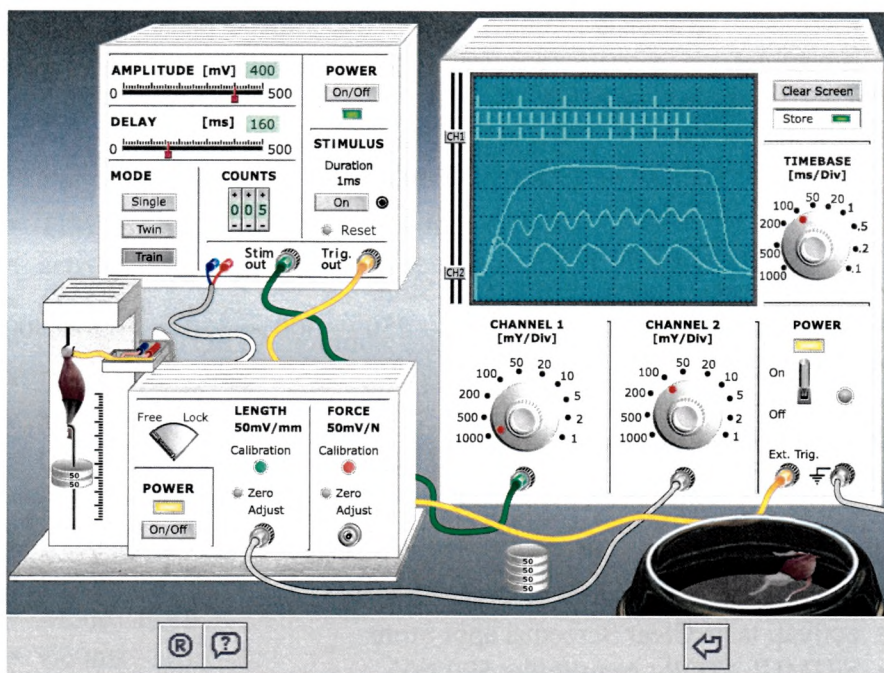 AMPLITUDE [mV] 400
0 500
DELAY [ms] 160
0 500
MODE
Single
Twin
Train
COUNTS
+ + +
0 0 5
- - -
POWER
On/Off
STIMULUS
Duration
1ms
On
Reset
Stim
out
Trig.
out
CH1
CH2
Clear Screen
Store
TIMEBASE
[ms/Div]
1000 500 200 100 50 20 .1 .5 .2 .1
CHANNEL 1
[mY/Div]
1000 500 200 100 50 20 10 5 2 1
CHANNEL 2
[mY/Div]
1000 500 200 100 50 20 10 5 2 1
POWER
On
Off
Ext. Trig.
50
50
Free Lock
POWER
On/Off
LENGTH
50mV/mm
Calibration
Zero
Adjust
FORCE
50mV/N
Calibration
Zero
Adjust
50
50
50
50
®
?